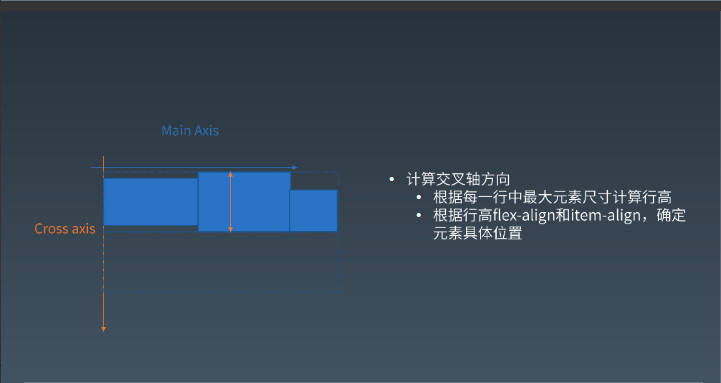 Main Axis
Cross axis
• 计算交叉轴方向
• 根据每一行中最大元素尺寸计算行高
• 根据行高flex-align和item-align，确定
元素具体位置